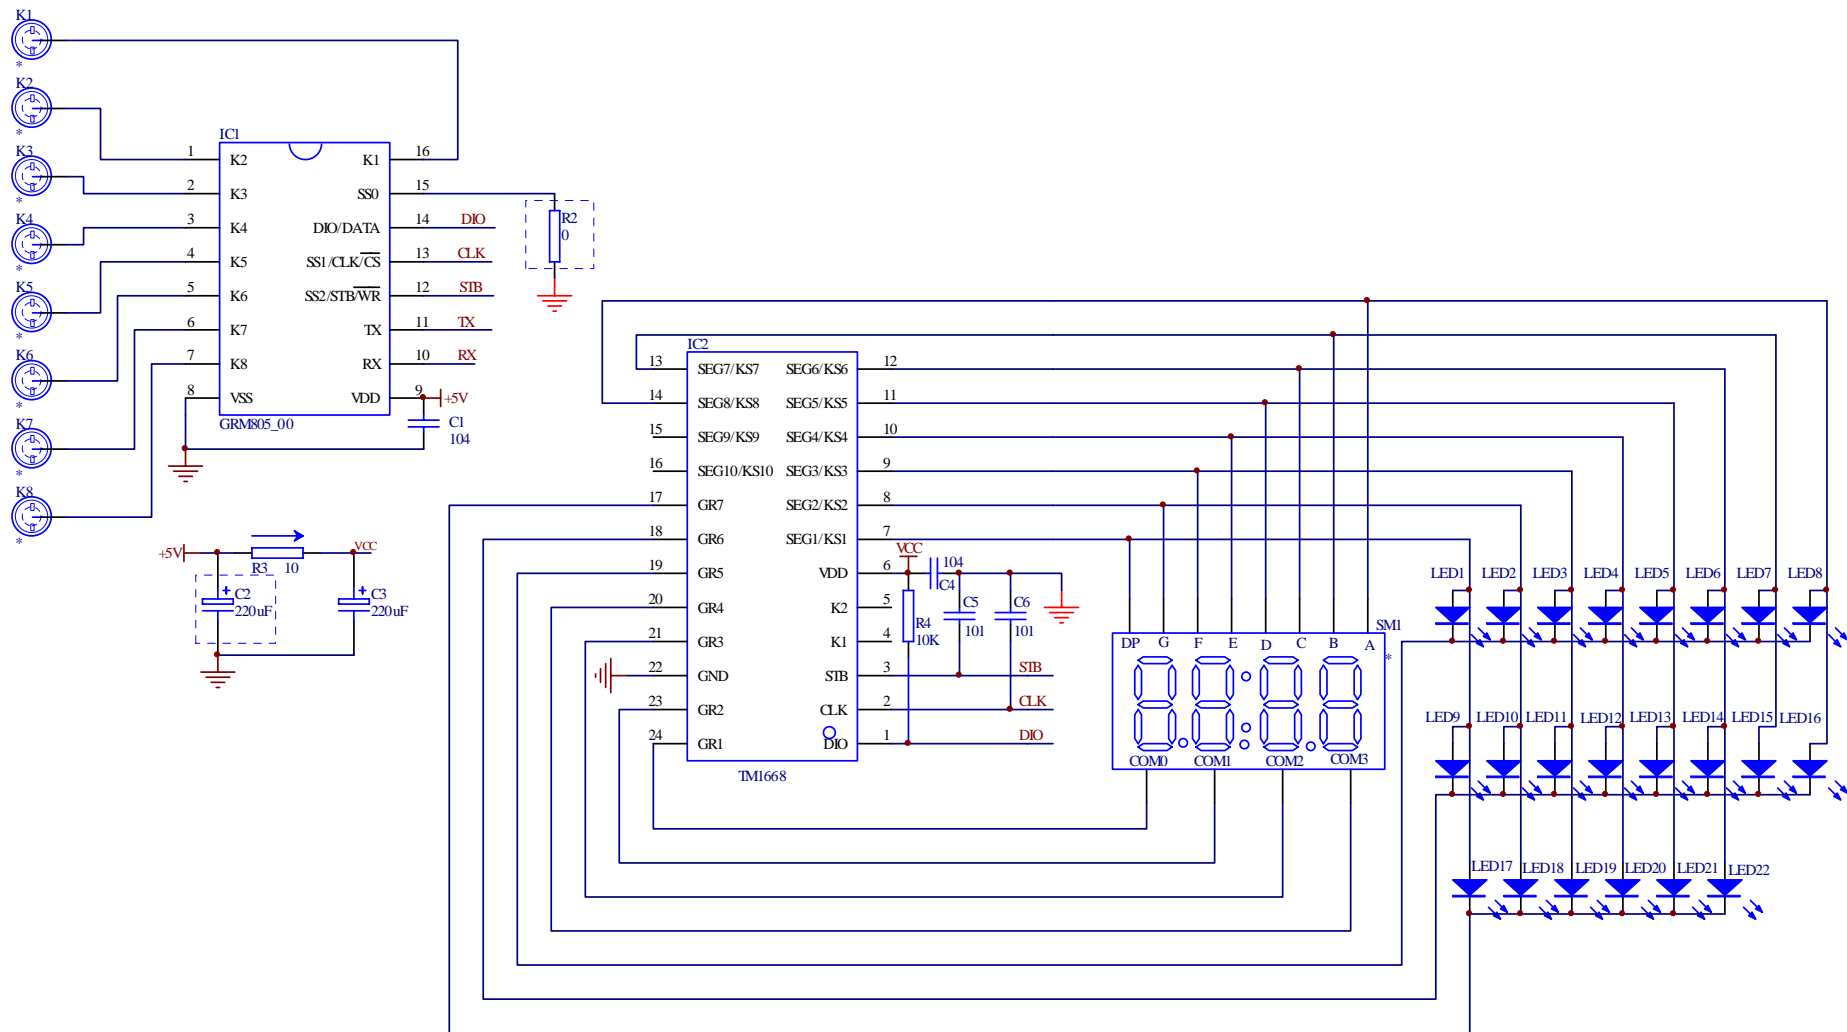 K1
*
K2
*
K3
*
K4
*
K5
*
K6
*
K7
*
K8
*
IC1
1 K2 K1 16
2 K3 SS0 15
3 K4 DIO/DATA 14 DIO
4 K5 SS1/CLK/CS 13 CLK
5 K6 SS2/STB/WR 12 STB
6 K7 TX 11 TX
7 K8 RX 10 RX
8 VSS VDD 9 +5V
GRM805_00
C1
104
R2
0
+5V R3 10 VCC
C2
220uF
C3
220uF
IC2
13 SEG7/KS7 SEG6/KS6 12
14 SEG8/KS8 SEG5/KS5 11
15 SEG9/KS9 SEG4/KS4 10
16 SEG10/KS10 SEG3/KS3 9
17 GR7 SEG2/KS2 8
18 GR6 SEG1/KS1 7
19 GR5 VDD 6
20 GR4 K2 5
21 GR3 K1 4
22 GND STB 3 STB
23 GR2 CLK 2 CLK
24 GR1 DIO 1 DIO
TM1668
VCC
104
C4
C5
101
C6
101
R4
10K
SM1
*
DP G F E D C B A
COM0 COM1 COM2 COM3
LED1 LED2 LED3 LED4 LED5 LED6 LED7 LED8
LED9 LED10 LED11 LED12 LED13 LED14 LED15 LED16
LED17 LED18 LED19 LED20 LED21 LED22